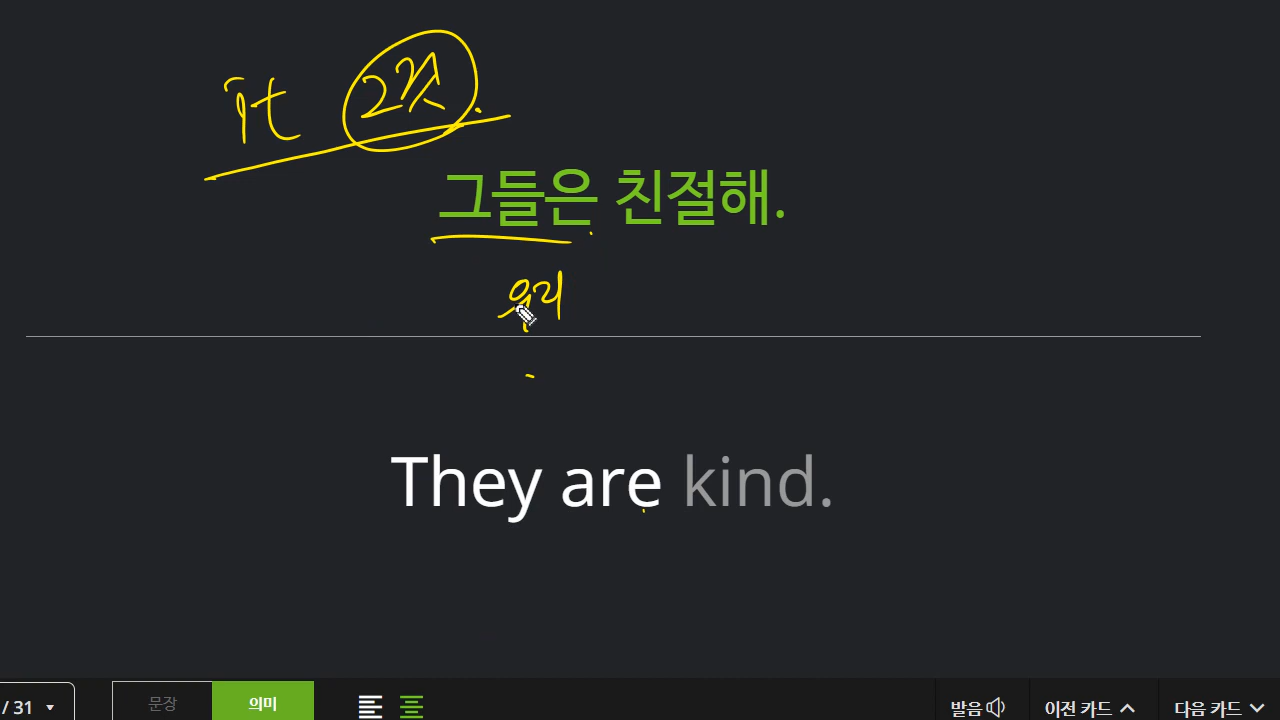 it 그것.
그들은 친절해.
우리
They are kind.
/ 31
문장
의미
발음
이전 카드
다음 카드